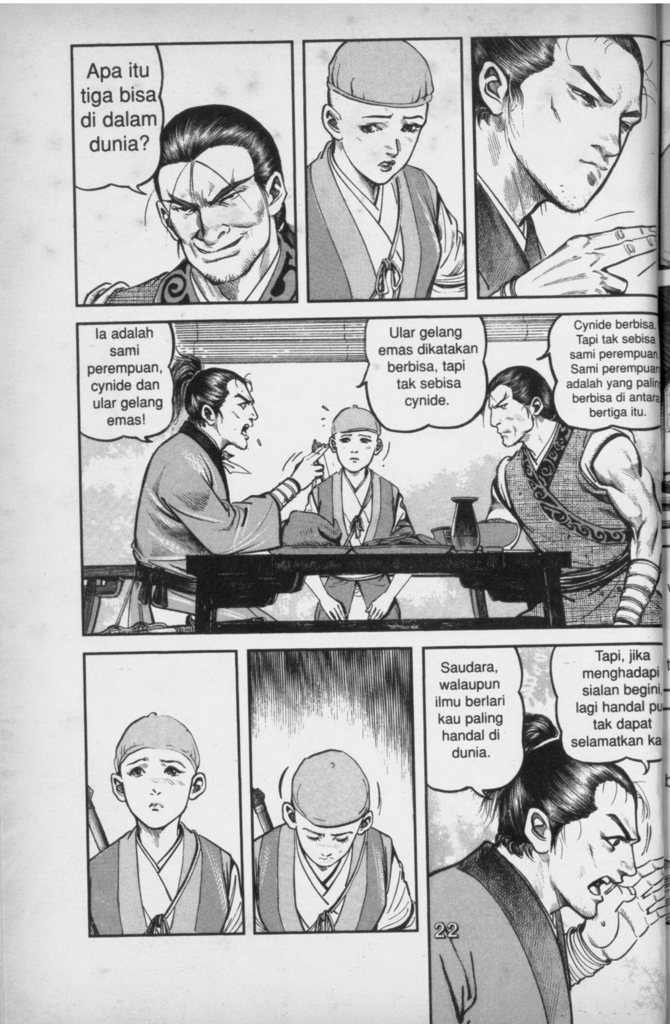 Apa itu
tiga bisa
di dalam
dunia?
Ia adalah
sami
perempuan,
cynide dan
ular gelang
emas!
Ular gelang
emas dikatakan
berbisa, tapi
tak sebisa
cynide.
Cynide berbisa.
Tapi tak sebisa
sami perempuan.
Sami perempuan
adalah yang paling
berbisa di antara
bertiga itu.
Saudara,
walaupun
ilmu berlari
kau paling
handal di
dunia.
Tapi, jika
menghadapi
sialan begini,
lagi handal pu
tak dapat
selamatkan ka
22